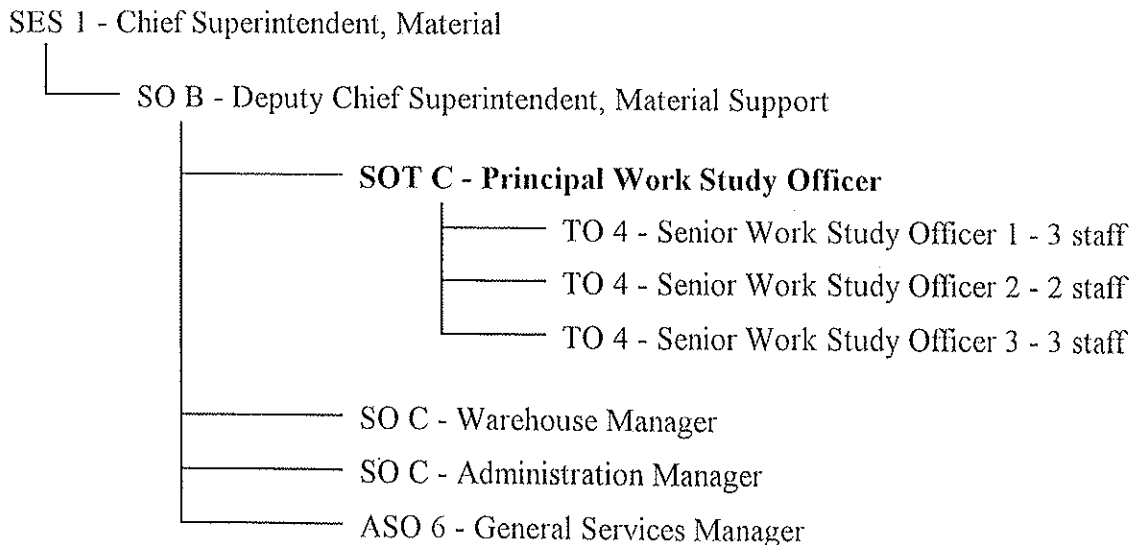 SES 1 - Chief Superintendent, Material
SO B - Deputy Chief Superintendent, Material Support
SOT C - Principal Work Study Officer
TO 4 - Senior Work Study Officer 1 - 3 staff
TO 4 - Senior Work Study Officer 2 - 2 staff
TO 4 - Senior Work Study Officer 3 - 3 staff
SO C - Warehouse Manager
SO C - Administration Manager
ASO 6 - General Services Manager